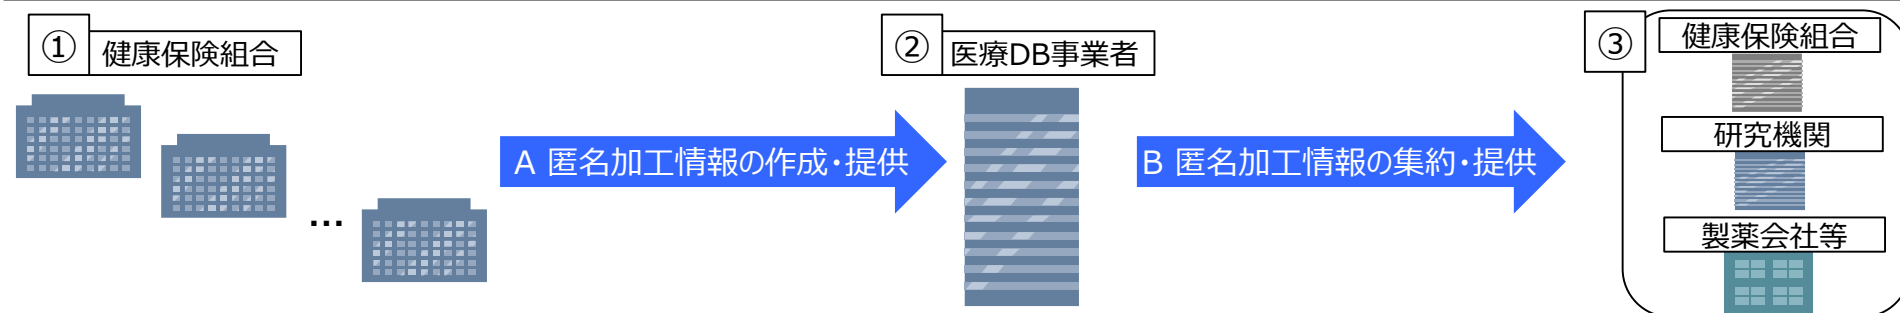 ① 健康保険組合
...
A 匿名加工情報の作成・提供
② 医療DB事業者
B 匿名加工情報の集約・提供
③
健康保険組合
研究機関
製薬会社等